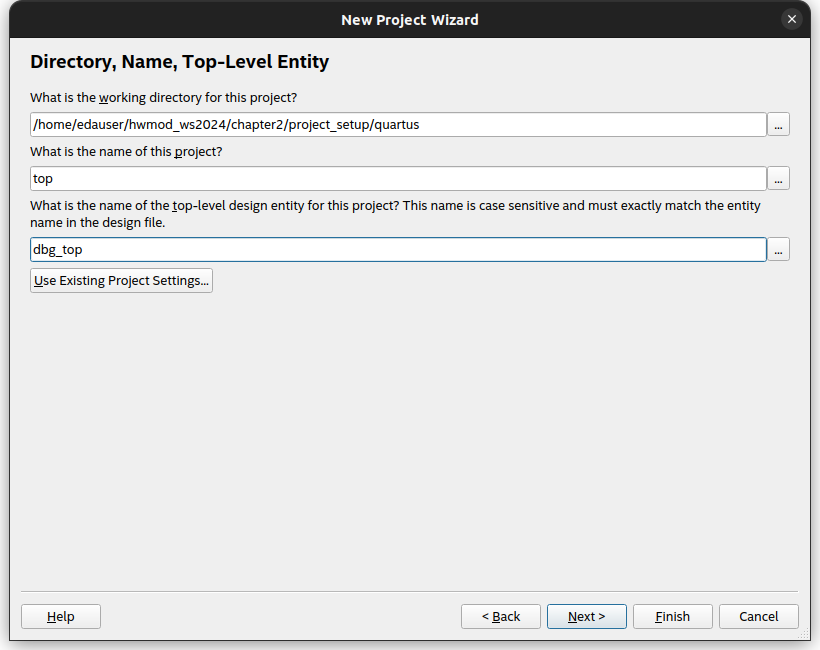 New Project Wizard
Directory, Name, Top-Level Entity
What is the working directory for this project?
/home/edauser/hwmod_ws2024/chapter2/project_setup/quartus
...
What is the name of this project?
top
...
What is the name of the top-level design entity for this project? This name is case sensitive and must exactly match the entity
name in the design file.
dbg_top
...
Use Existing Project Settings...
Help
< Back
Next >
Finish
Cancel